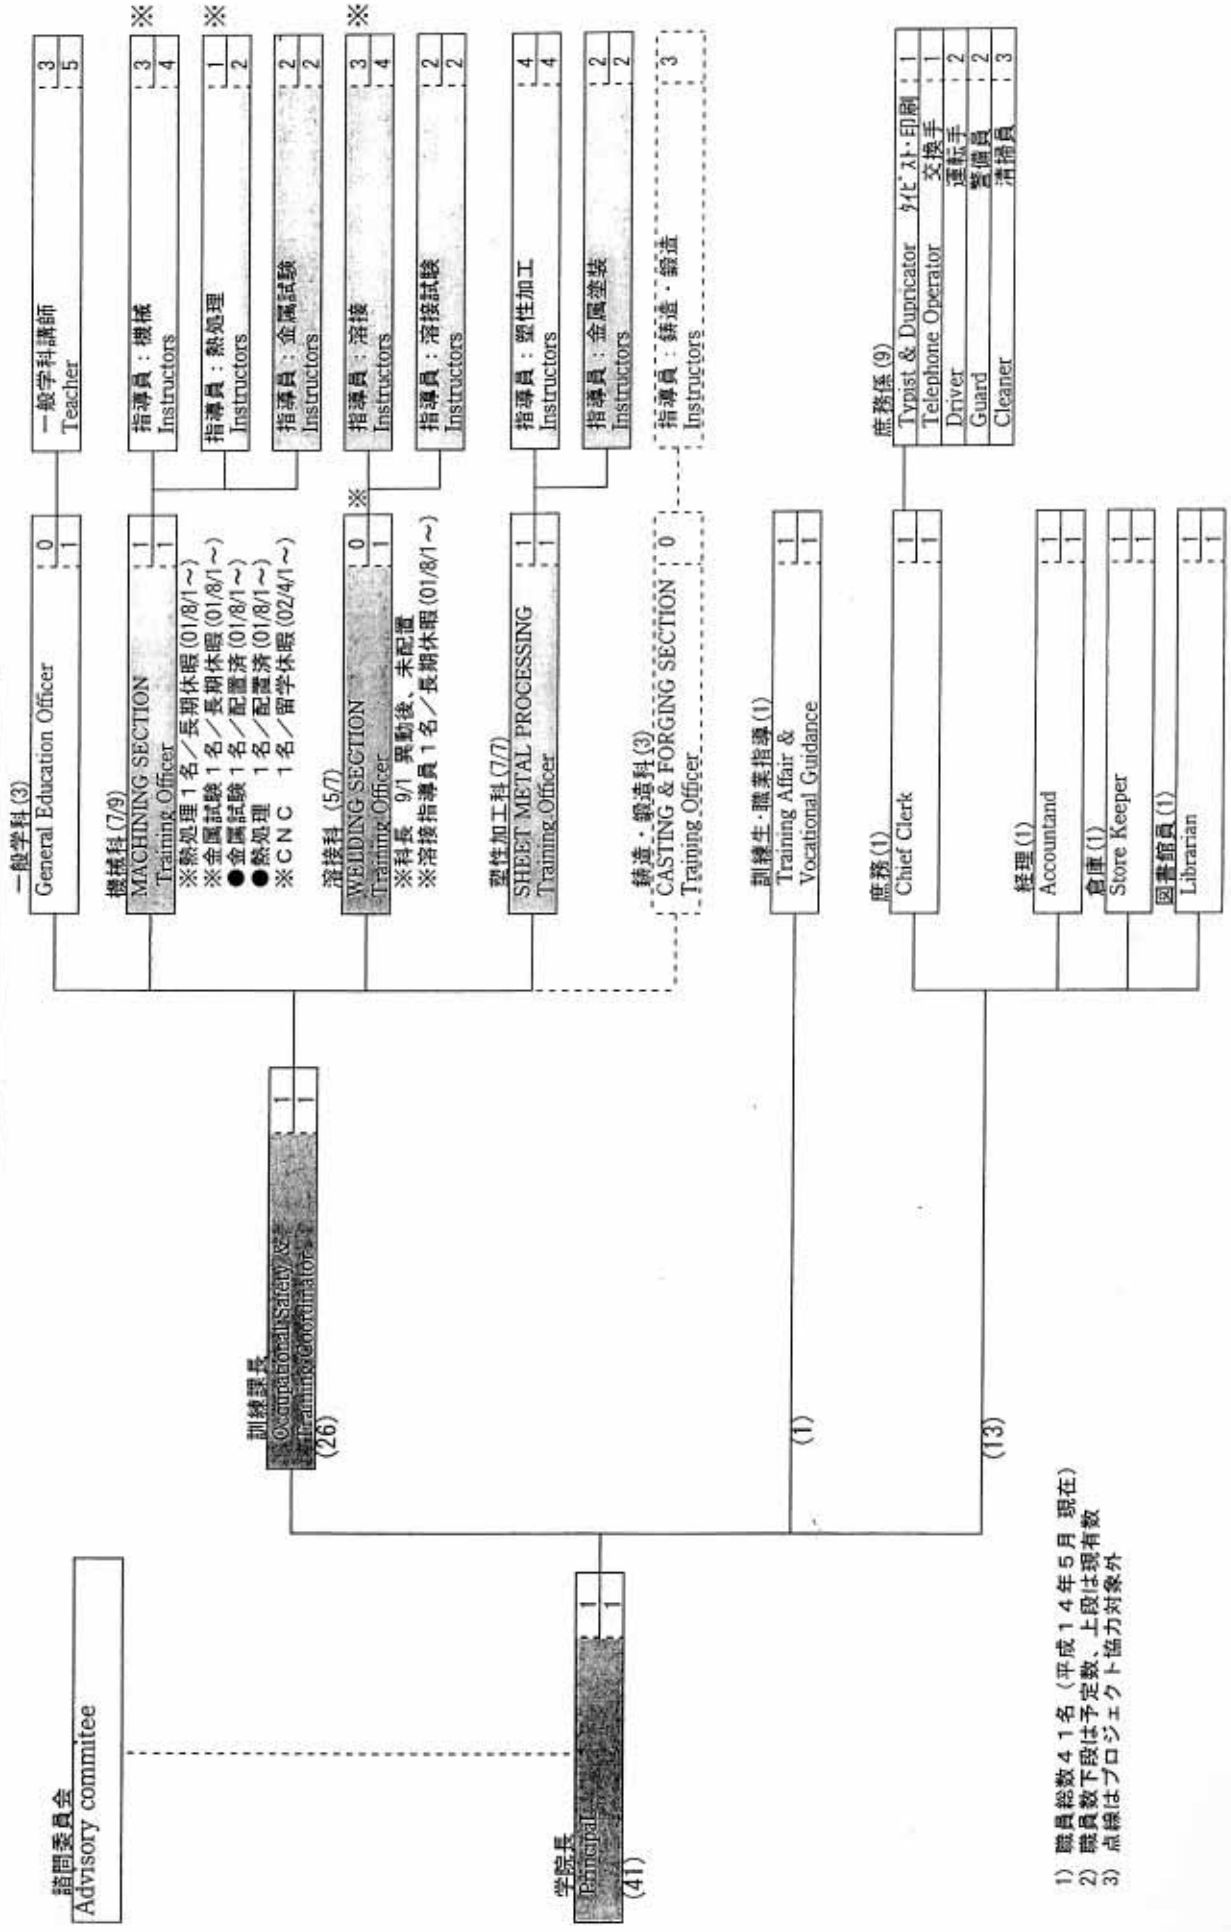 諮問委員会
Advisory commitee
学院長
Principal
1
1
(41)
訓練課長
Occupational Safety &
Training Coordinator
1
1
(26)
(1)
(13)
一般学科(3)
General Education Officer
0
1
一般学科講師
Teacher
3
5
機械科(7/9)
MACHINING SECTION
Training Officer
1
1
※熱処理1名／長期休暇(01/8/1～)
※金属試験1名／長期休暇(01/8/1～)
●金属試験1名／配置済(01/8/1～)
●熱処理 1名／配置済(01/8/1～)
※CNC 1名／留学休暇(02/4/1～)
指導員：機械
Instructors
3
4
※
指導員：熱処理
Instructors
1
2
※
指導員：金属試験
Instructors
2
2
溶接科 (5/7)
WELDING SECTION
Training Officer
0
1
※
※科長 9/1 異動後、未配置
※溶接指導員1名／長期休暇(01/8/1～)
指導員：溶接
Instructors
3
4
※
指導員：溶接試験
Instructors
2
2
塑性加工科(7/7)
SHEET METAL PROCESSING
Training Officer
1
1
指導員：塑性加工
Instructors
4
4
指導員：金属塗装
Instructors
2
2
鋳造・鍛造科(3)
CASTING & FORGING SECTION
Training Officer
0
指導員：鋳造・鍛造
Instructors
3
訓練生・職業指導(1)
Training Affair &
Vocational Guidance
1
1
庶務(1)
Chef Clerk
1
1
庶務係(9)
Typist & Dupricator ﾀｲﾋﾟｽﾄ・印刷 1
Telephone Operator 交換手 1
Driver 運転手 2
Guard 警備員 2
Cleaner 清掃員 3
経理(1)
Accountand
1
1
倉庫(1)
Store Keeper
1
1
図書館員(1)
Librarian
1
1
1) 職員総数41名(平成14年5月 現在)
2) 職員数下段は予定数、上段は現有数
3) 点線はプロジェクト協力対象外